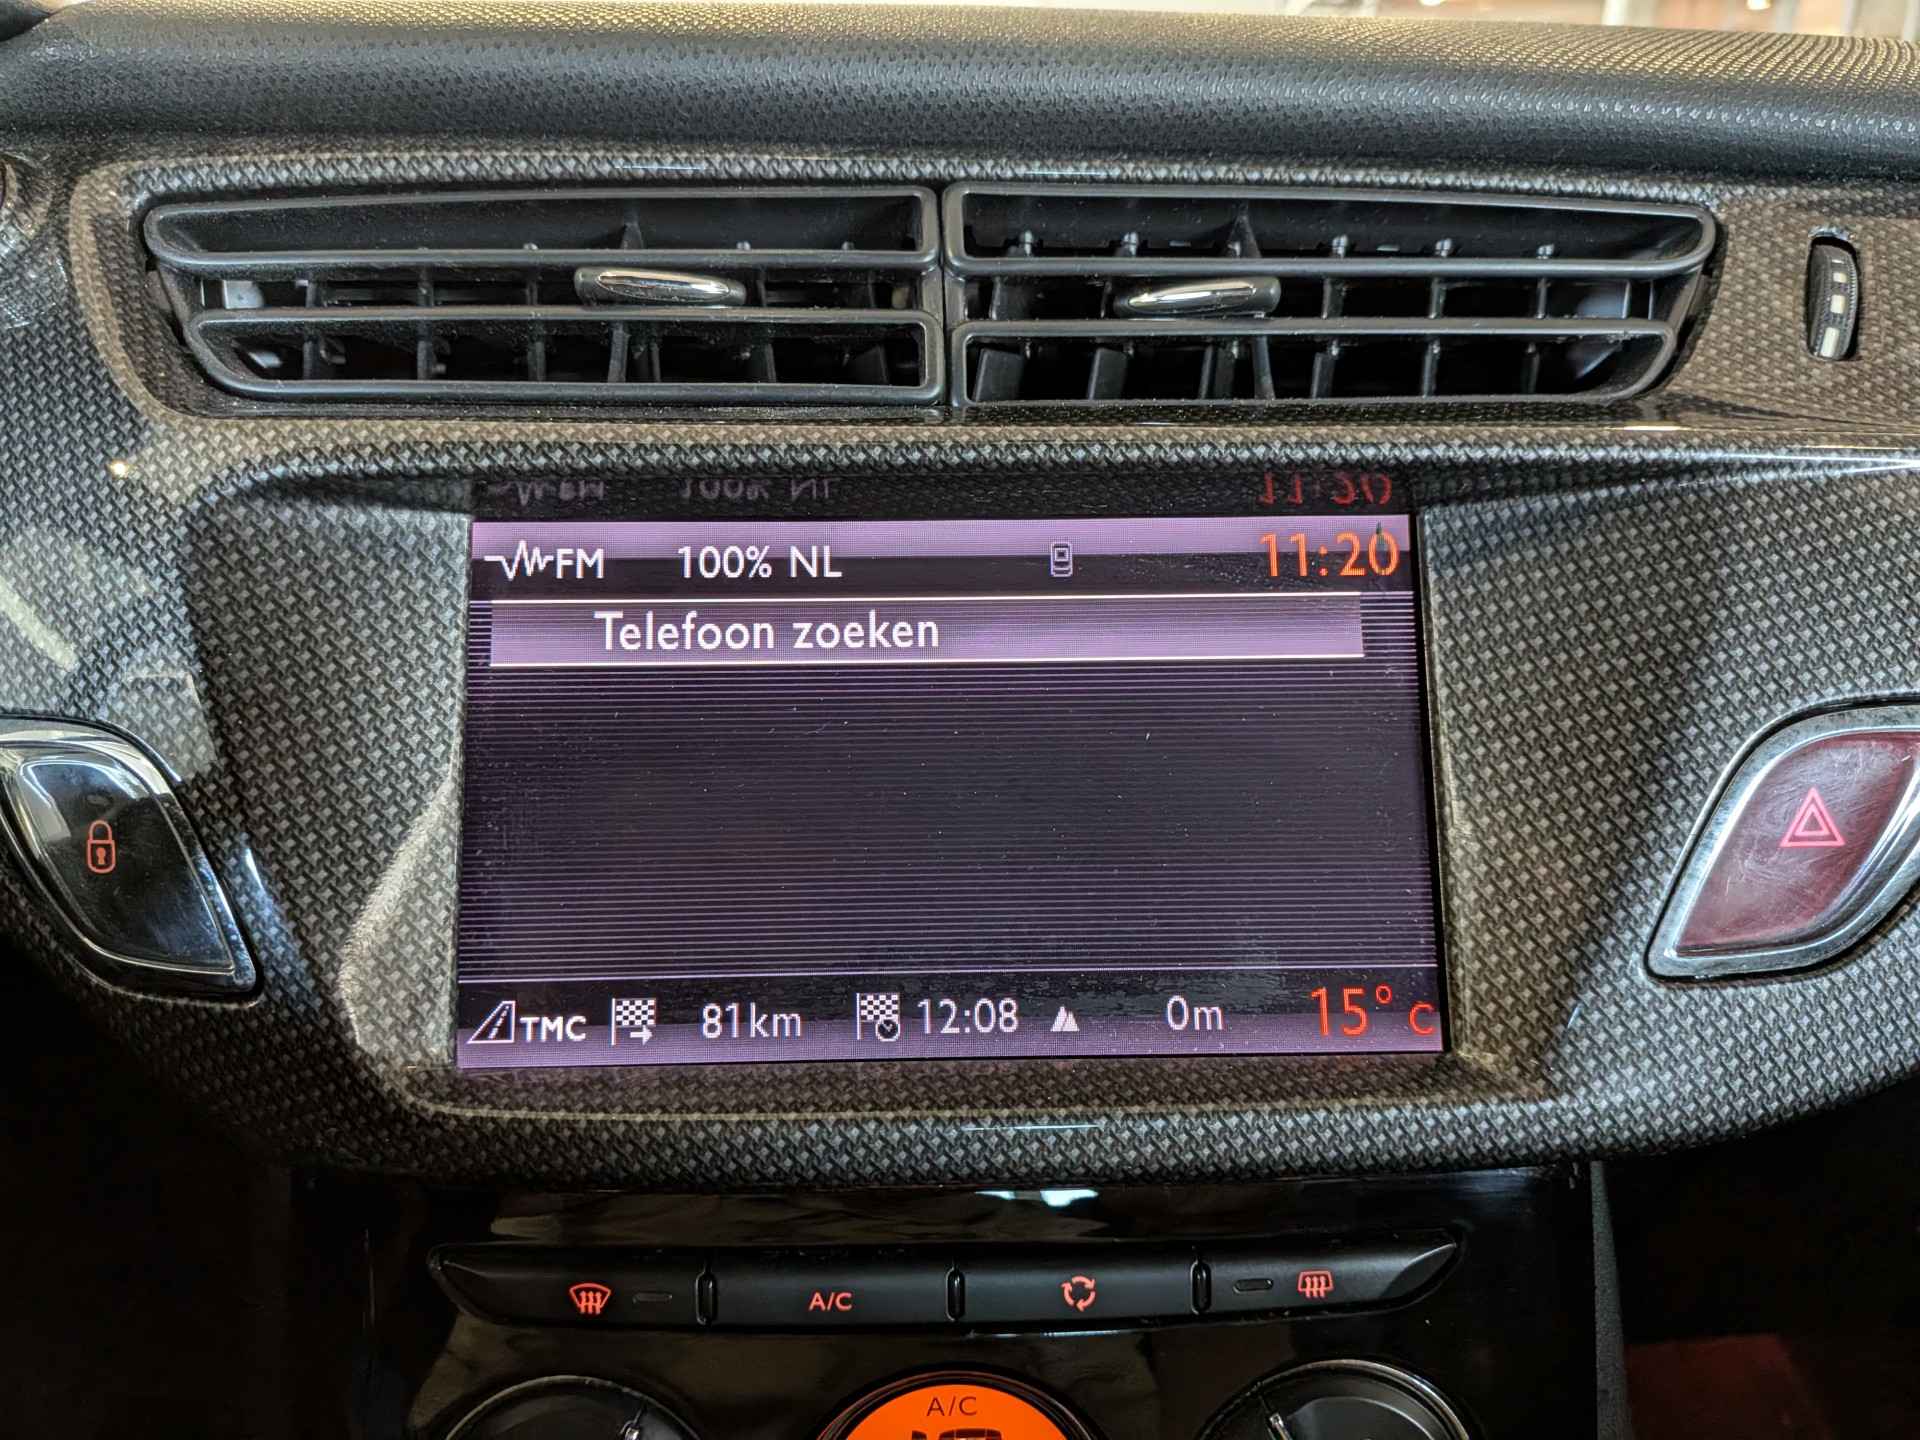 FM 100% NL 11:20
Telefoon zoeken
TMC 81km 12:08 0m 15° C
A/C
A/C